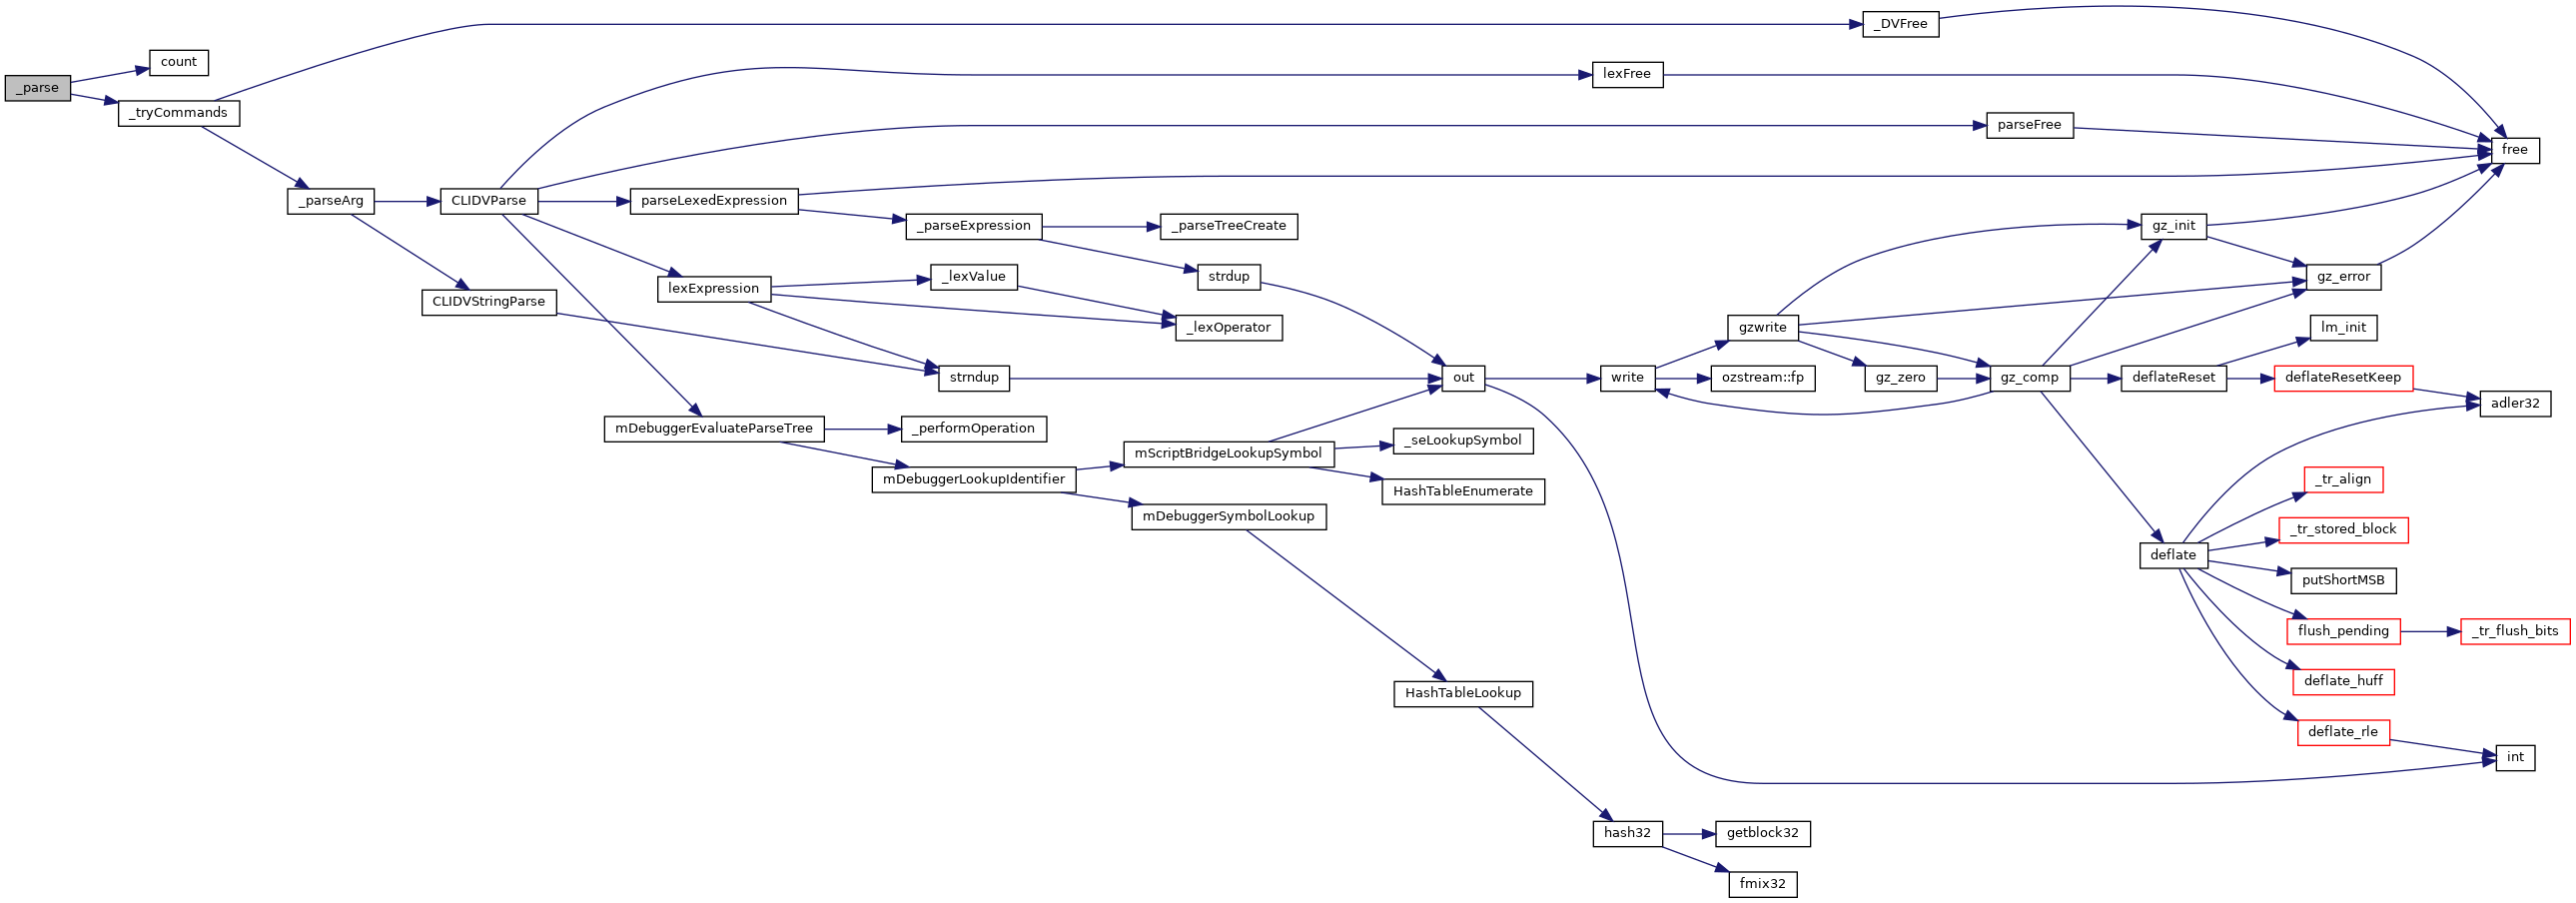 _parse
count
_tryCommands
_parseArg
CLIDVParse
CLIDVStringParse
parseLexedExpression
lexExpression
mDebuggerEvaluateParseTree
_parseExpression
_lexValue
strndup
_performOperation
mDebuggerLookupIdentifier
_parseTreeCreate
strdup
_lexOperator
mScriptBridgeLookupSymbol
mDebuggerSymbolLookup
out
_seLookupSymbol
HashTableEnumerate
HashTableLookup
lexFree
write
hash32
gzwrite
ozstream::fp
getblock32
fmix32
_DVFree
gz_zero
parseFree
gz_comp
gz_init
deflateReset
deflate
gz_error
lm_init
deflateResetKeep
_tr_align
_tr_stored_block
putShortMSB
flush_pending
deflate_huff
deflate_rle
free
adler32
_tr_flush_bits
int